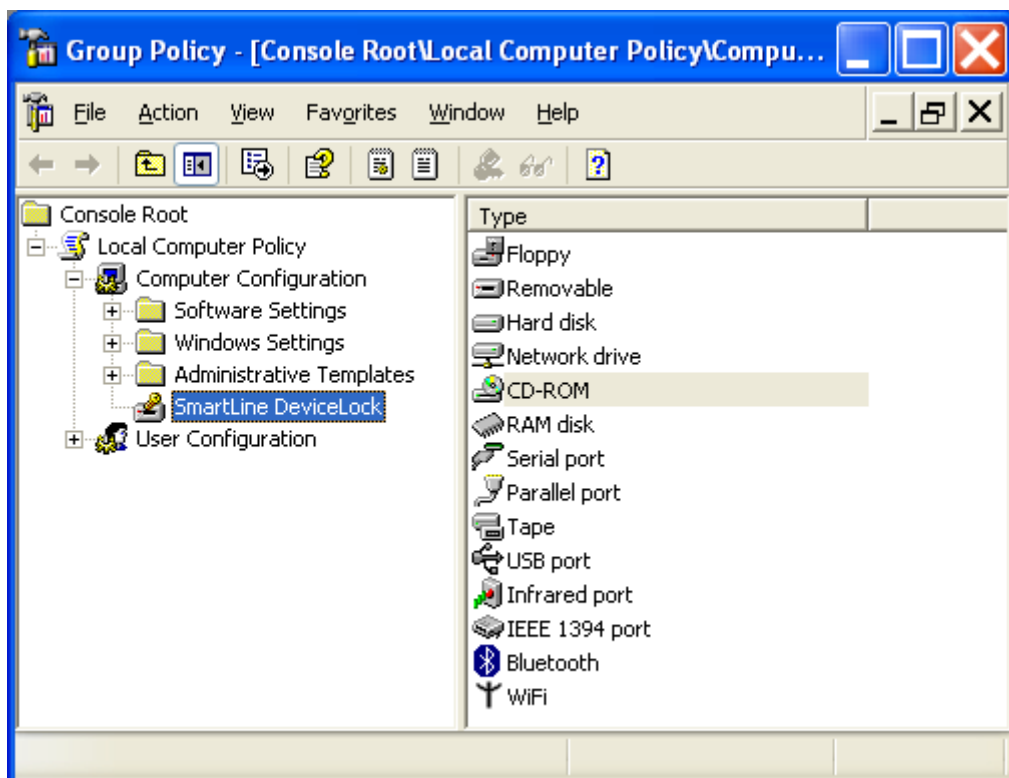 Group Policy - [Console Root\Local Computer Policy\Compu...
File Action View Favorites Window Help
Console Root
Local Computer Policy
Computer Configuration
Software Settings
Windows Settings
Administrative Templates
SmartLine DeviceLock
User Configuration
Type
Floppy
Removable
Hard disk
Network drive
CD-ROM
RAM disk
Serial port
Parallel port
Tape
USB port
Infrared port
IEEE 1394 port
Bluetooth
WiFi